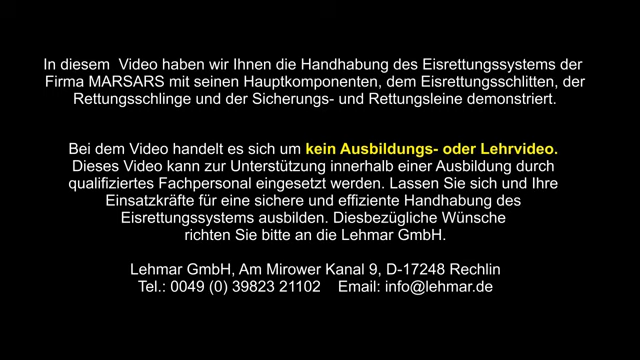 In diesem  Video haben wir Ihnen die Handhabung des Eisrettungssystems der
Firma MARSARS mit seinen Hauptkomponenten, dem Eisrettungsschlitten, der
Rettungsschlinge und der Sicherungs- und Rettungsleine demonstriert.
Bei dem Video handelt es sich um kein Ausbildungs- oder Lehrvideo.
Dieses Video kann zur Unterstützung innerhalb einer Ausbildung durch
qualifiziertes Fachpersonal eingesetzt werden. Lassen Sie sich und Ihre
Einsatzkräfte für eine sichere und effiziente Handhabung des
Eisrettungssystems ausbilden. Diesbezügliche Wünsche
richten Sie bitte an die Lehmar GmbH.
Lehmar GmbH, Am Mirower Kanal 9, D-17248 Rechlin
Tel.: 0049 (0) 39823 21102    Email: info@lehmar.de